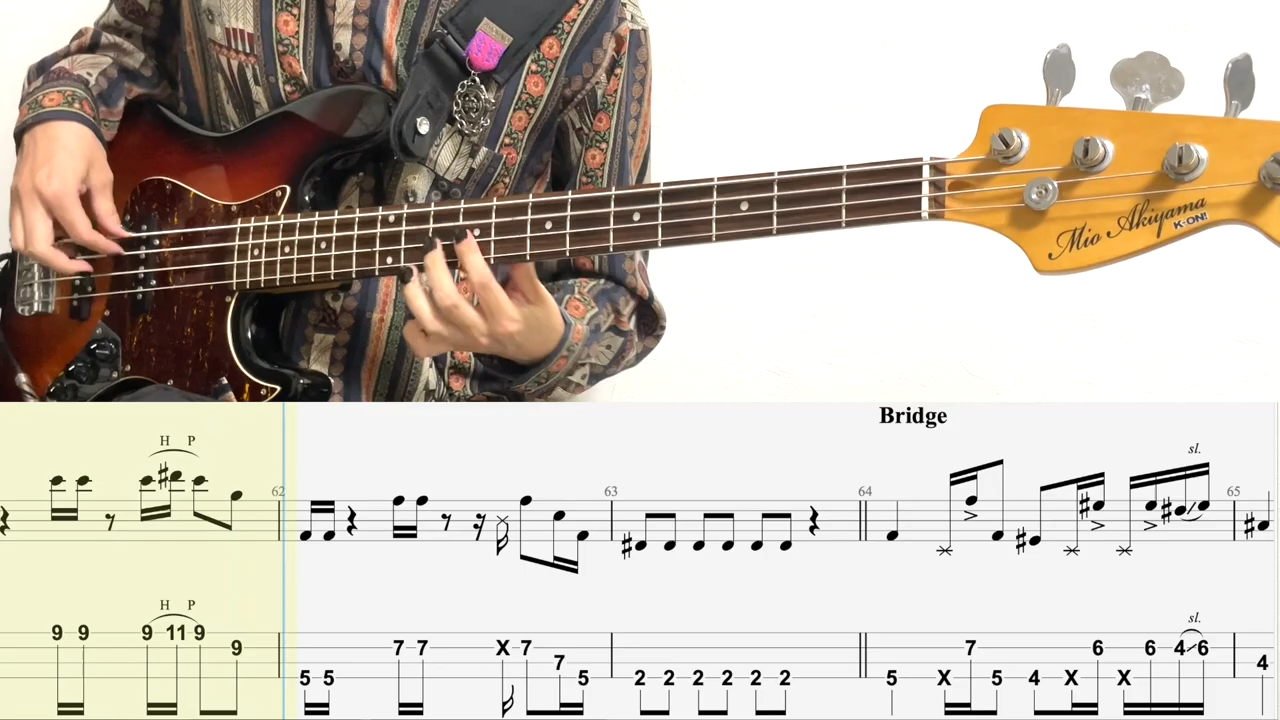 Mio Akiyama
K-ON!
Bridge
H P
sl.
62 63 64 65
H P
sl.
9 9 9 11 9 9 5 5 7 7 X 7 7 5 2 2 2 2 2 2 5 X 7 5 4 X 6 X 6 4 6 4